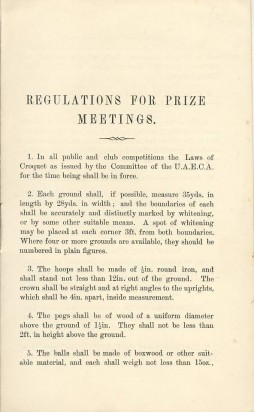 REGULATIONS FOR PRIZE
MEETINGS.
1. In all public and club competitions the Laws of
Croquet as issued by the Committee of the U.A.E.C.A.
for the time being shall be in force.
2. Each ground shall, if possible, measure 35yds. in
length by 28yds. in width; and the boundaries of each
shall be accurately and distinctly marked by whitening,
or by some other suitable means. A spot of whitening
may be placed at each corner 3ft. from both boundaries.
Where four or more grounds are available, they should be
numbered in plain figures.
3. The hoops shall be made of ½in. round iron, and
shall stand not less than 12in. out of the ground. The
crown shall be straight and at right angles to the uprights,
which shall be 4in. apart, inside measurement.
4. The pegs shall be of wood of a uniform diameter
above the ground of 1½in. They shall not be less than
2ft. in height above the ground.
5. The balls shall be made of boxwood or other suit-
able material, and each shall weigh not less than 15oz.,